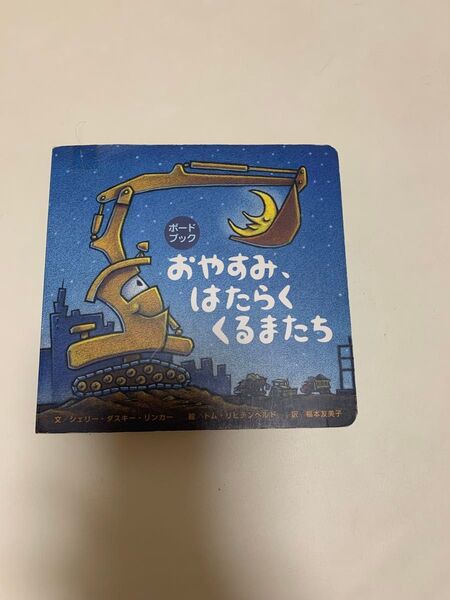 ボード
ブック
おやすみ、
はたらく
くるまたち
文/シェリー・ダスキー・リンカー 絵/トム・リヒテンヘルド 訳/福本友美子